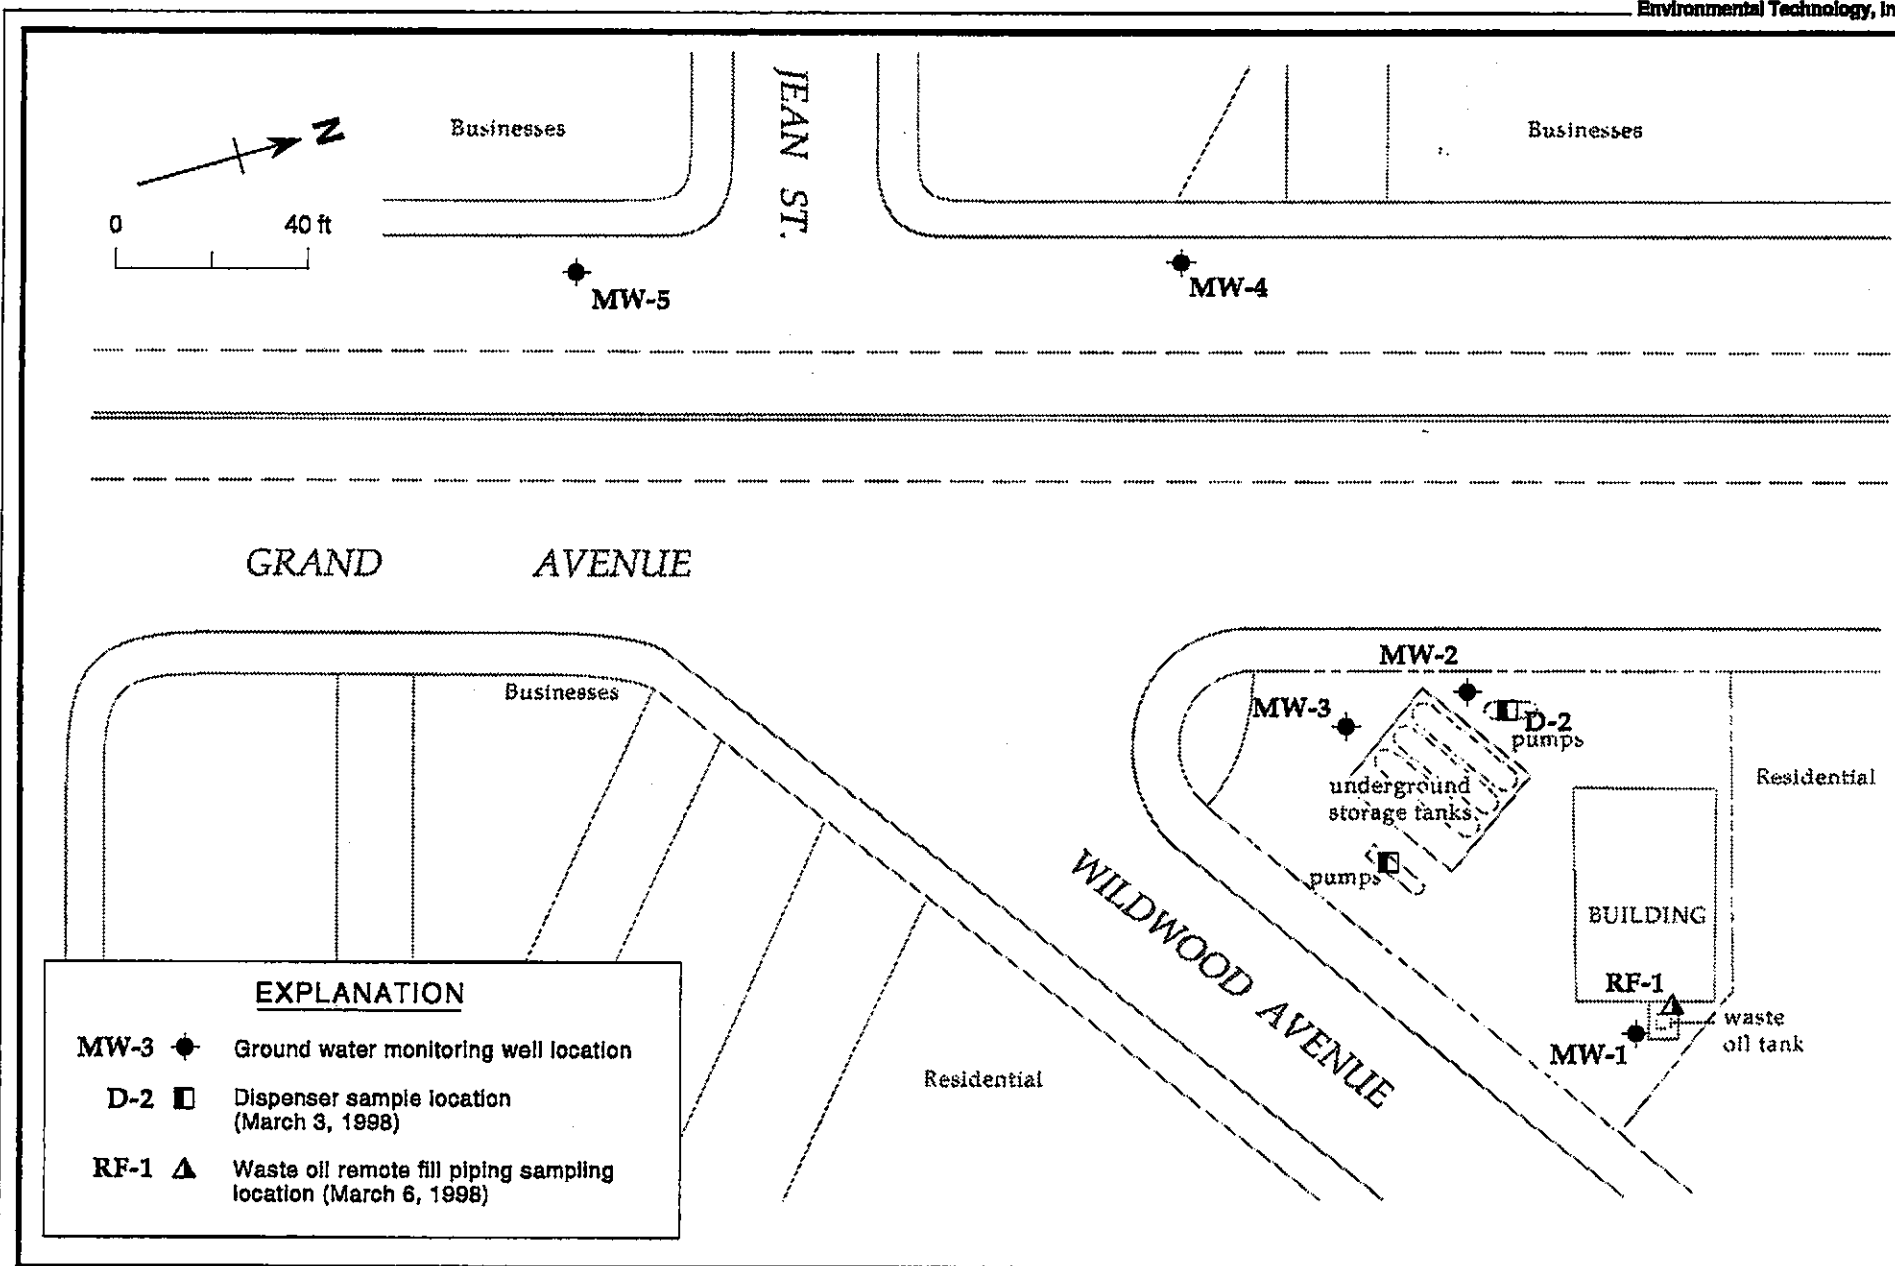 Environmental Technology, In
JEAN ST.
Businesses
Businesses
N
0 40 ft
MW-5
MW-4
GRAND AVENUE
MW-2
Businesses
MW-3
D-2
pumps
Residential
underground
storage tanks
pumps
WILDWOOD AVENUE
BUILDING
RF-1
waste
oil tank
MW-1
Residential
EXPLANATION
MW-3 Ground water monitoring well location
D-2 Dispenser sample location
(March 3, 1998)
RF-1 Waste oil remote fill piping sampling
location (March 6, 1998)